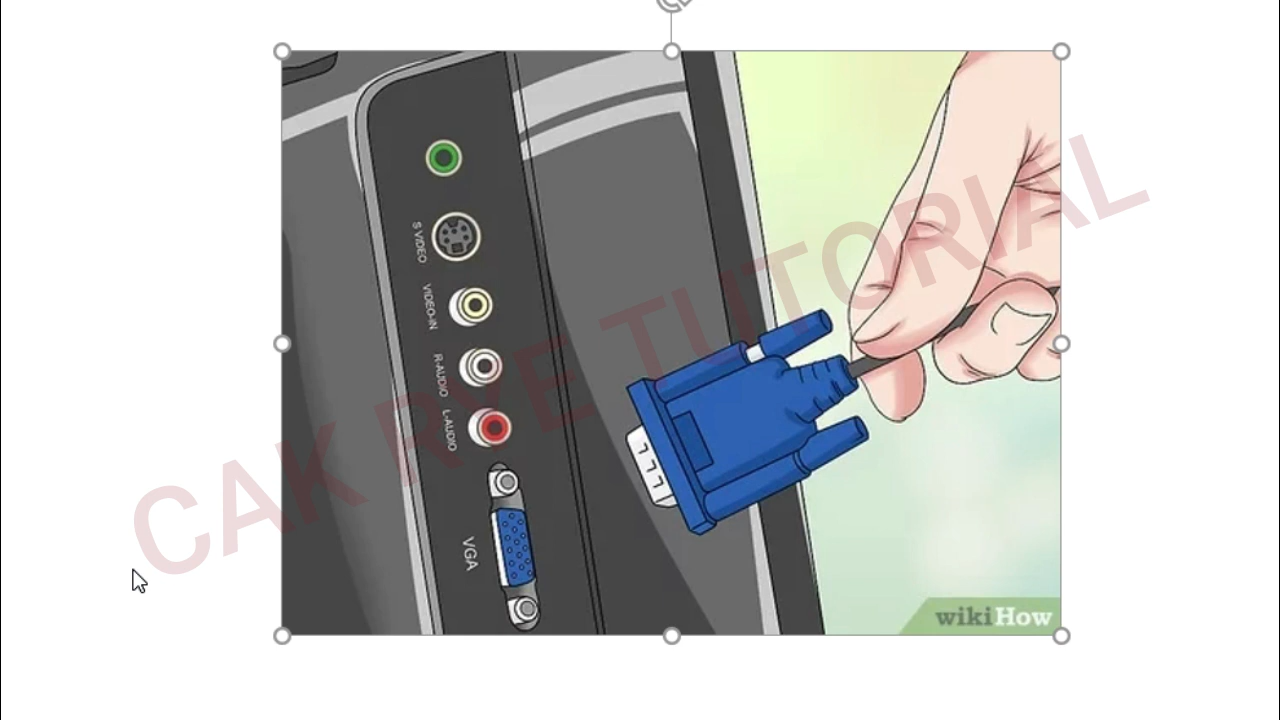 S VIDEO
VIDEO-IN
R-AUDIO
L-AUDIO
VGA
CAK RYE TUTORIAL
wikiHow